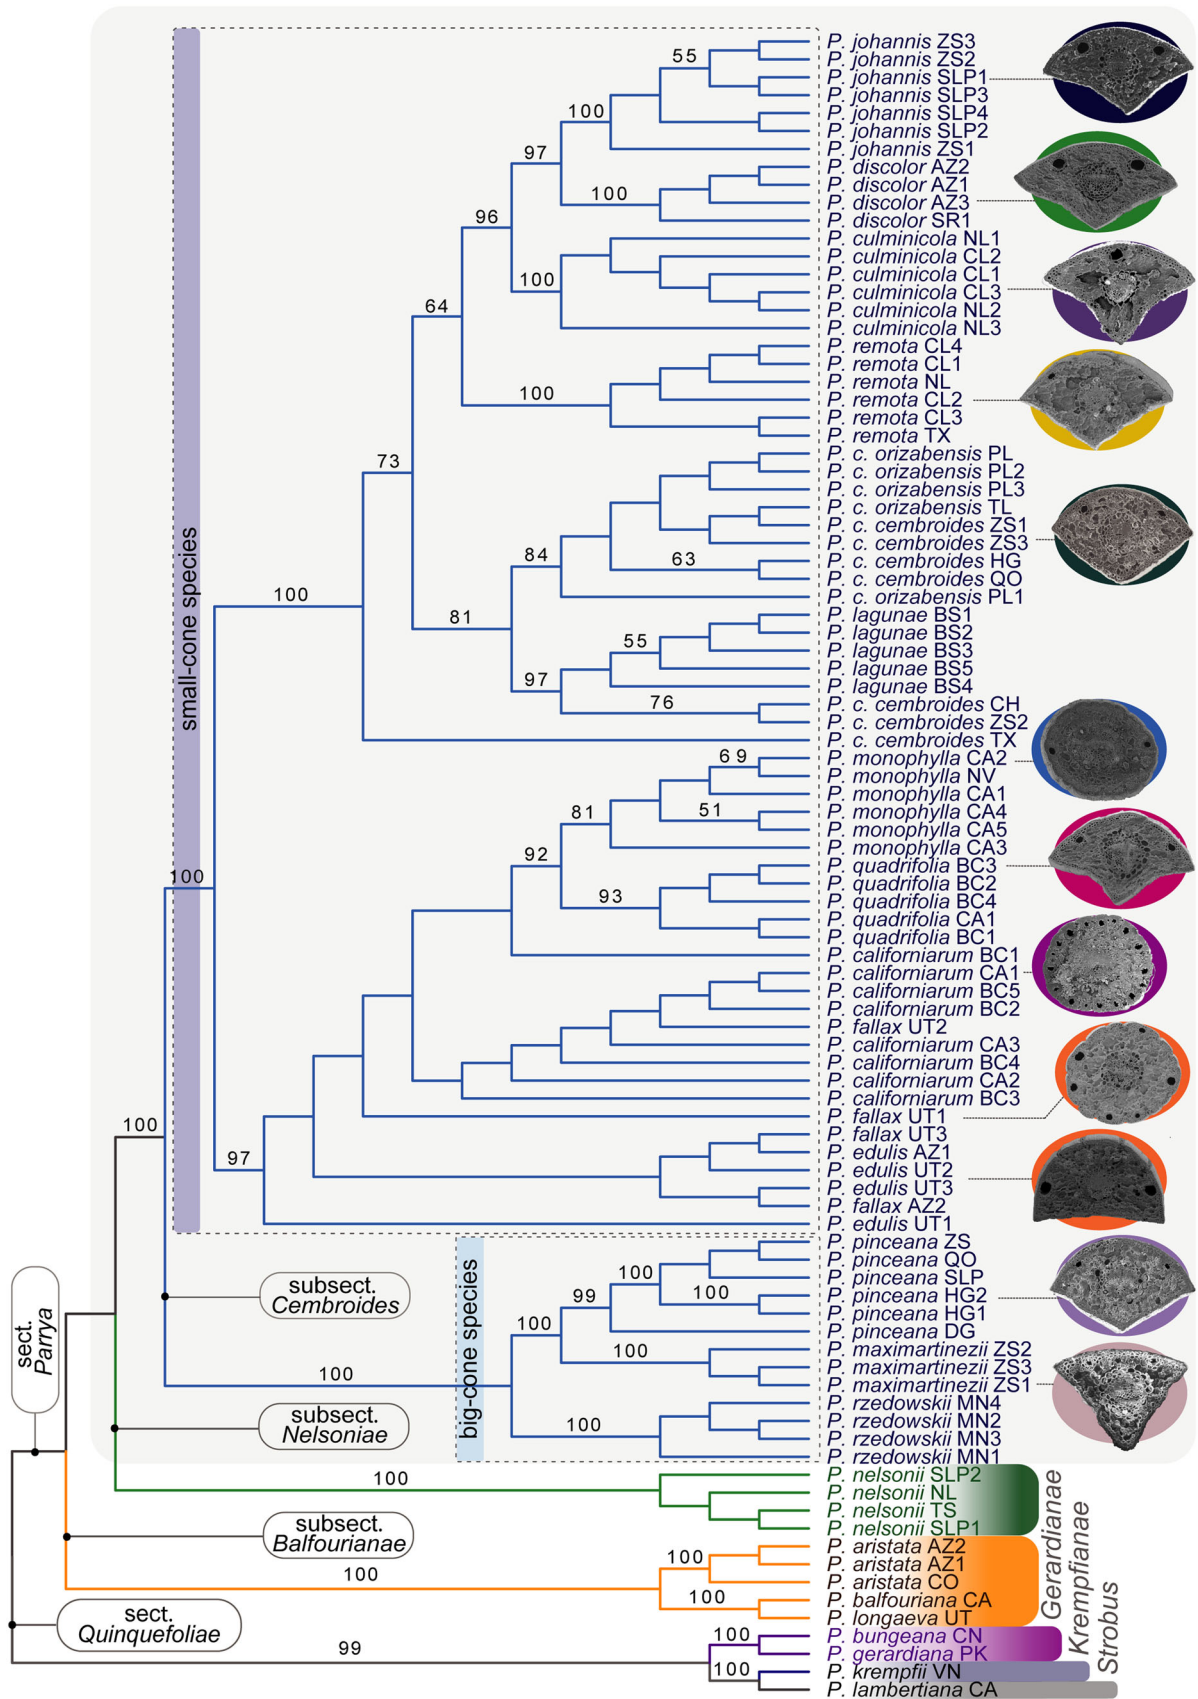 P. johannis ZS3
P. johannis ZS2
P. johannis SLP1
P. johannis SLP3
P. johannis SLP4
P. johannis SLP2
P. johannis ZS1
P. discolor AZ2
P. discolor AZ1
P. discolor AZ3
P. discolor SR1
P. culminicola NL1
P. culminicola CL2
P. culminicola CL1
P. culminicola CL3
P. culminicola NL2
P. culminicola NL3
P. remota CL4
P. remota CL1
P. remota NL
P. remota CL2
P. remota CL3
P. remota TX
P. c. orizabensis PL
P. c. orizabensis PL2
P. c. orizabensis PL3
P. c. orizabensis TL
P. c. cembroides ZS1
P. c. cembroides ZS3
P. c. cembroides HG
P. c. cembroides QO
P. c. orizabensis PL1
P. lagunae BS1
P. lagunae BS2
P. lagunae BS3
P. lagunae BS5
P. lagunae BS4
P. c. cembroides CH
P. c. cembroides ZS2
P. c. cembroides TX
P. monophylla CA2
P. monophylla NV
P. monophylla CA1
P. monophylla CA4
P. monophylla CA5
P. monophylla CA3
P. quadrifolia BC3
P. quadrifolia BC2
P. quadrifolia BC4
P. quadrifolia CA1
P. quadrifolia BC1
P. californiarum BC1
P. californiarum CA1
P. californiarum BC5
P. californiarum BC2
P. fallax UT2
P. californiarum CA3
P. californiarum BC4
P. californiarum CA2
P. californiarum BC3
P. fallax UT1
P. fallax UT3
P. edulis AZ1
P. edulis UT2
P. edulis UT3
P. fallax AZ2
P. edulis UT1
P. pinceana ZS
P. pinceana QO
P. pinceana SLP
P. pinceana HG2
P. pinceana HG1
P. pinceana DG
P. maximartinezii ZS2
P. maximartinezii ZS3
P. maximartinezii ZS1
P. rzedowskii MN4
P. rzedowskii MN2
P. rzedowskii MN3
P. rzedowskii MN1
P. nelsonii SLP2
P. nelsonii NL
P. nelsonii TS
P. nelsonii SLP1
P. aristata AZ2
P. aristata AZ1
P. aristata CO
P. balfouriana CA
P. longaeva UT
P. bungeana CN
P. gerardiana PK
P. krempfii VN
P. lambertiana CA
55
100
97
100
96
100
64
100
73
84
63
100
81
55
97
76
69
81
51
92
93
100
100
97
100
99
100
100
100
100
100
100
100
100
100
100
99
100
small-cone species
big-cone species
sect.
Parrya
subsect.
Cembroides
subsect.
Nelsoniae
subsect.
Balfourianae
sect.
Quinquefoliae
Gerardianae
Krempfianae
Strobus